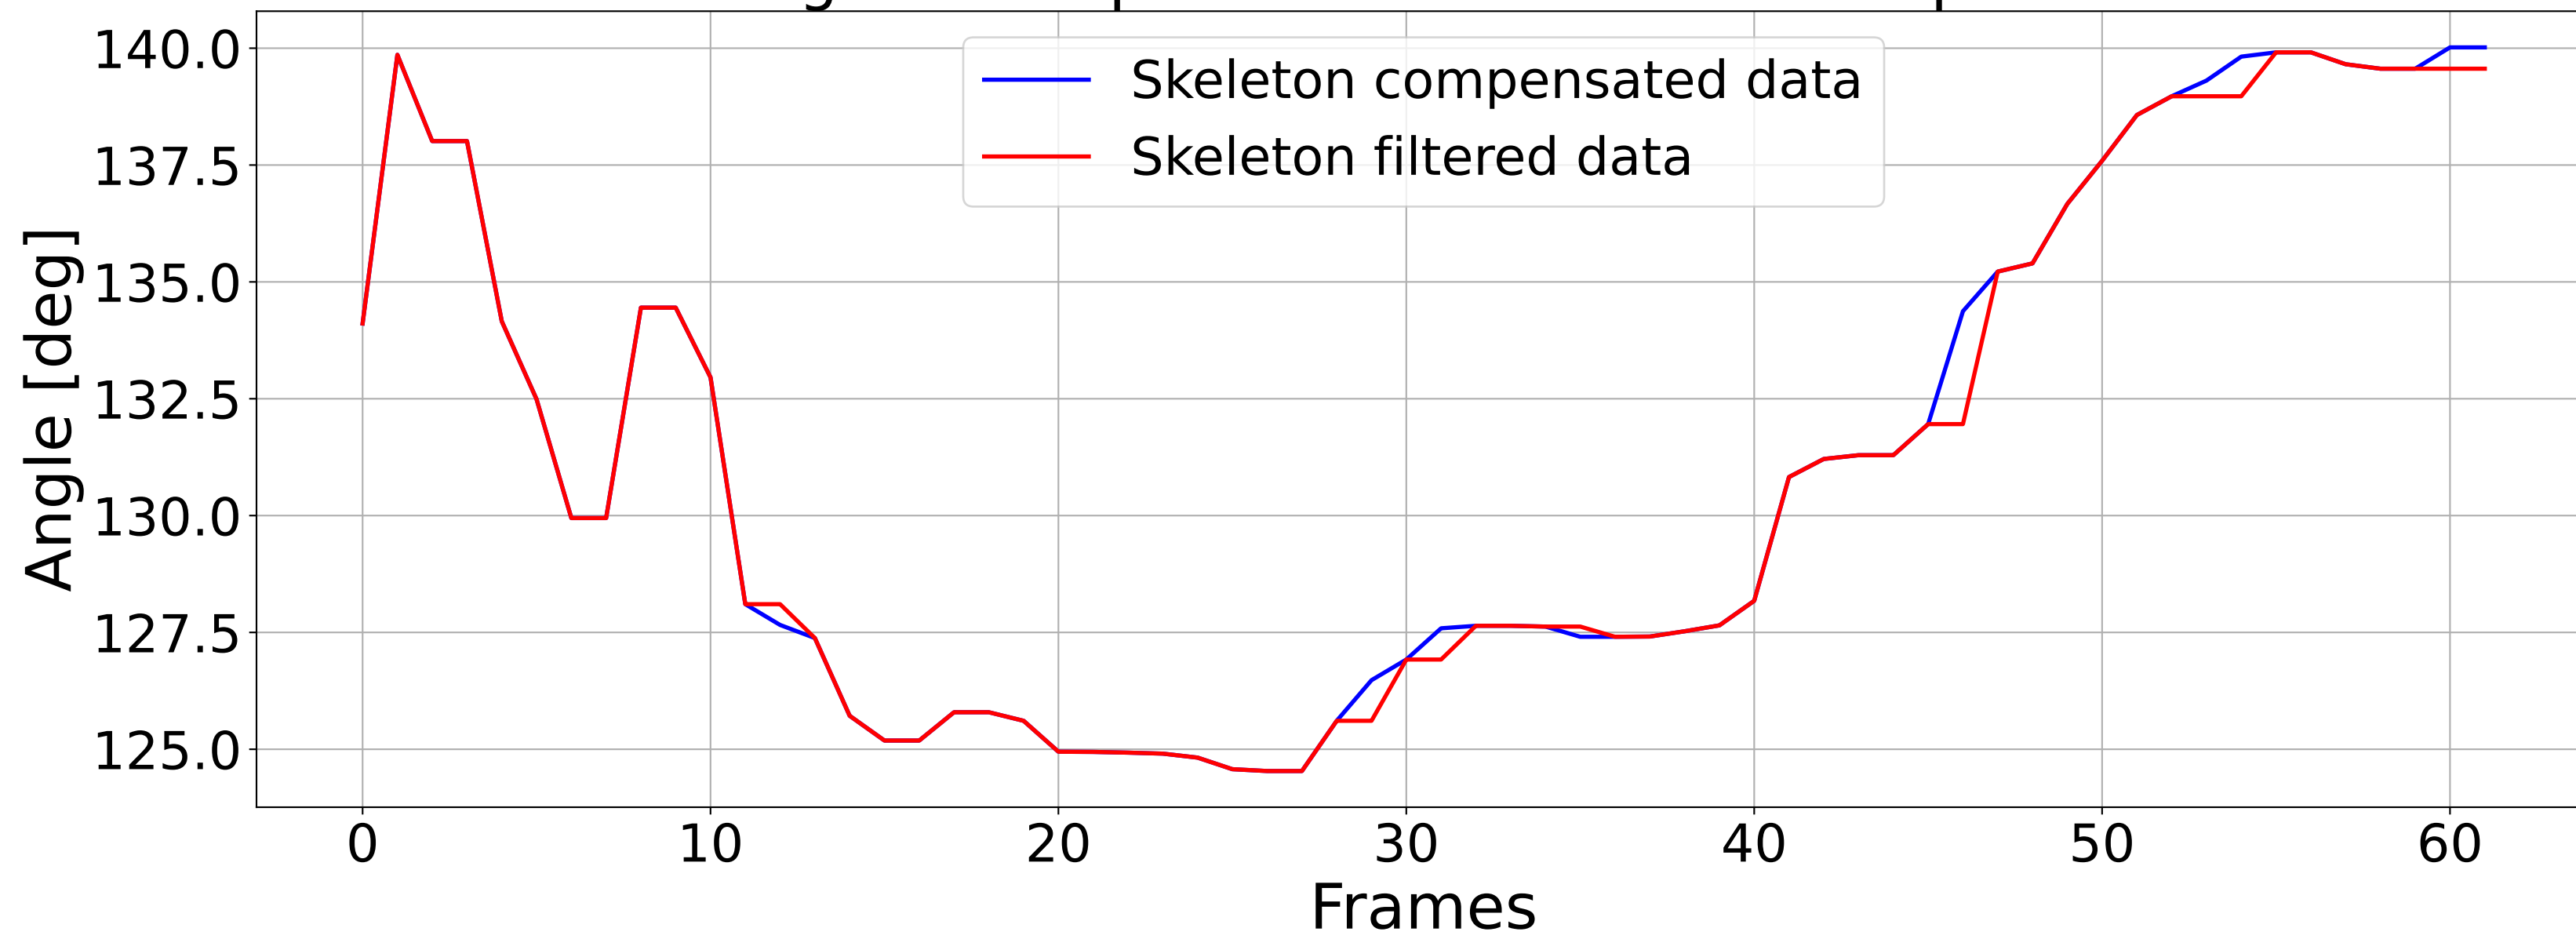 Skeleton compensated data
Skeleton filtered data
Angle [deg]
140.0
137.5
135.0
132.5
130.0
127.5
125.0
0 10 20 30 40 50 60
Frames